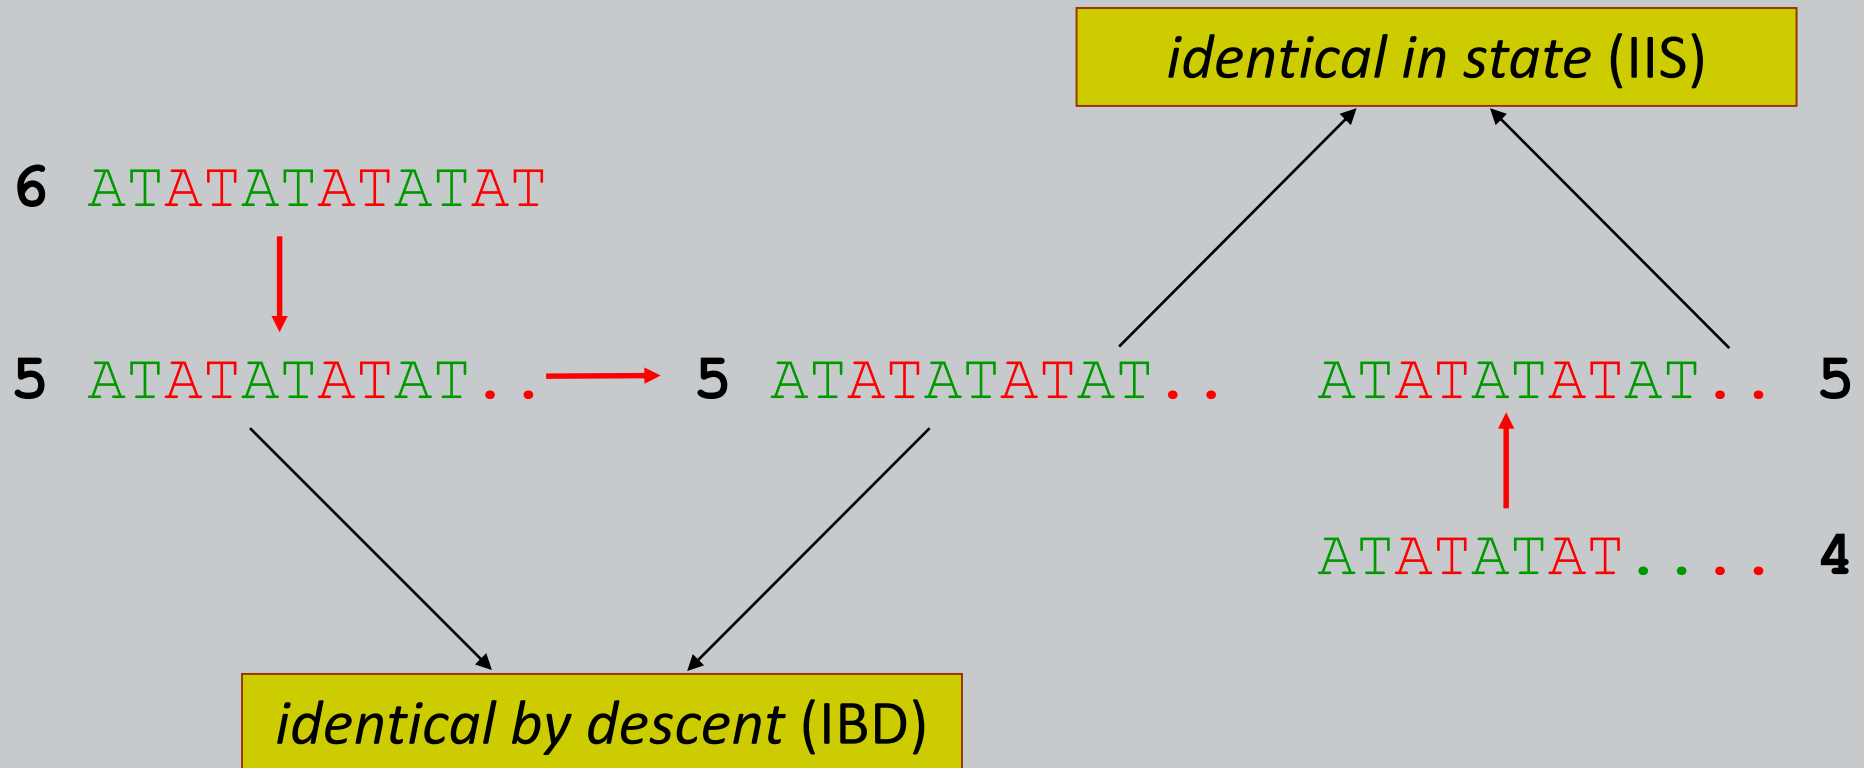 identical in state (IIS)
6 ATATATATATAT
5 ATATATATAT.. 5 ATATATATAT.. ATATATATAT.. 5
ATATATAT.... 4
identical by descent (IBD)